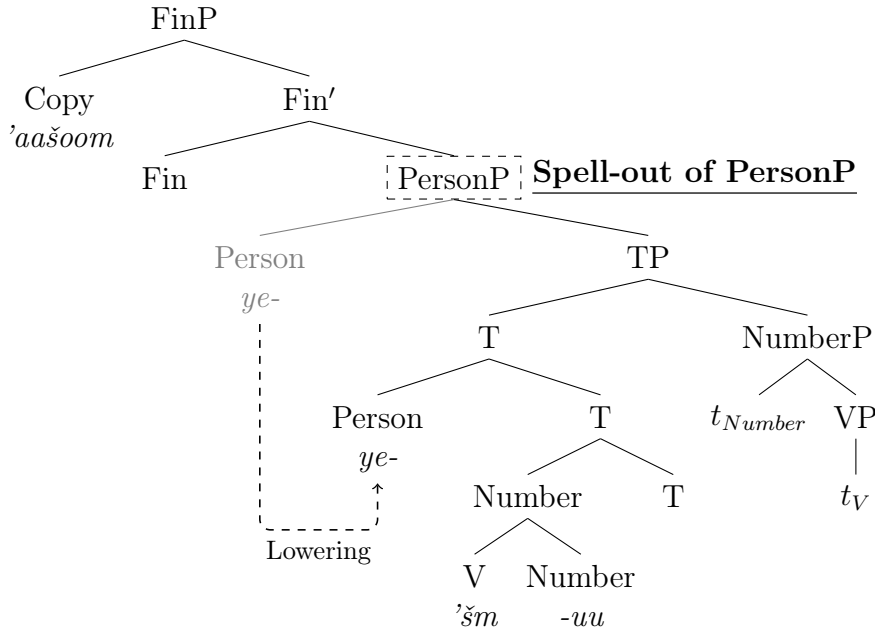 FinP
Copy Fin′
'aašoom
Fin PersonP Spell-out of PersonP
Person TP
ye-
T NumberP
Person T t_Number VP
ye-
Number T t_V
Lowering
V Number
'šm -uu